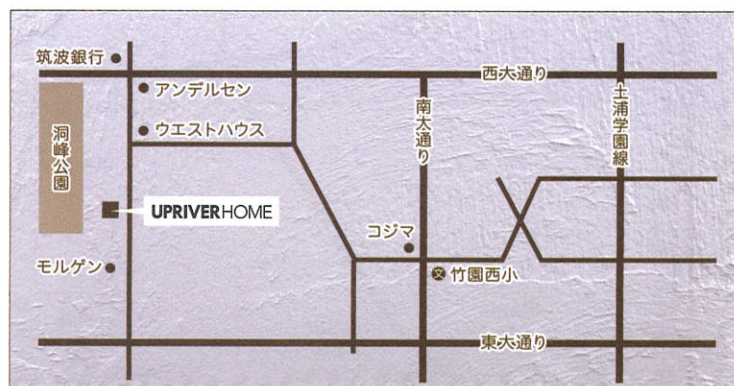 筑波銀行
西大通り
アンデルセン
南大通り
土浦学園線
ウエストハウス
洞峰公園
UPRIVERHOME
コジマ
モルゲン
文 竹園西小
東大通り